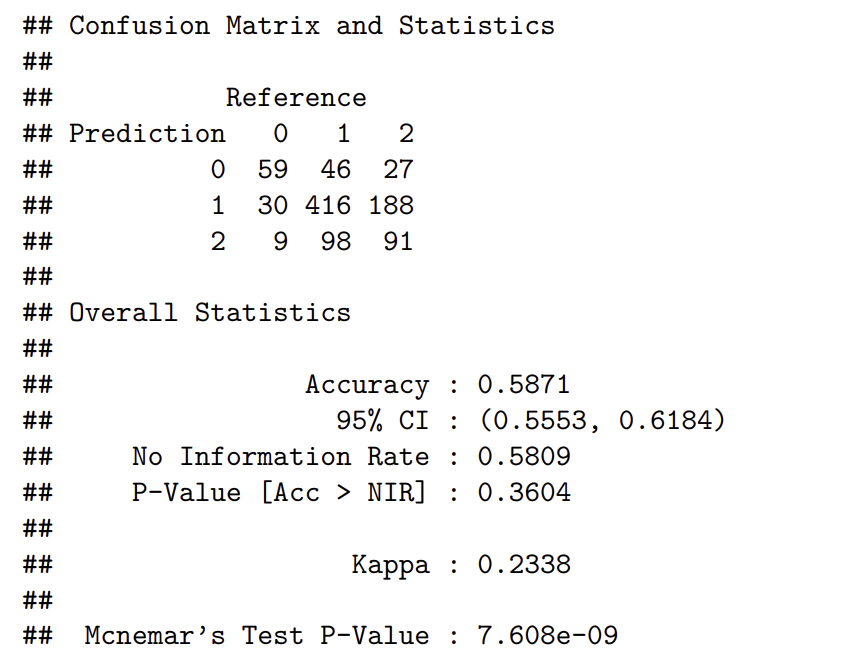 ## Confusion Matrix and Statistics
##
##           Reference
## Prediction   0   1   2
##          0  59  46  27
##          1  30 416 188
##          2   9  98  91
##
## Overall Statistics
##
##                Accuracy : 0.5871
##                  95% CI : (0.5553, 0.6184)
##     No Information Rate : 0.5809
##     P-Value [Acc > NIR] : 0.3604
##
##                   Kappa : 0.2338
##
##  Mcnemar’s Test P-Value : 7.608e-09